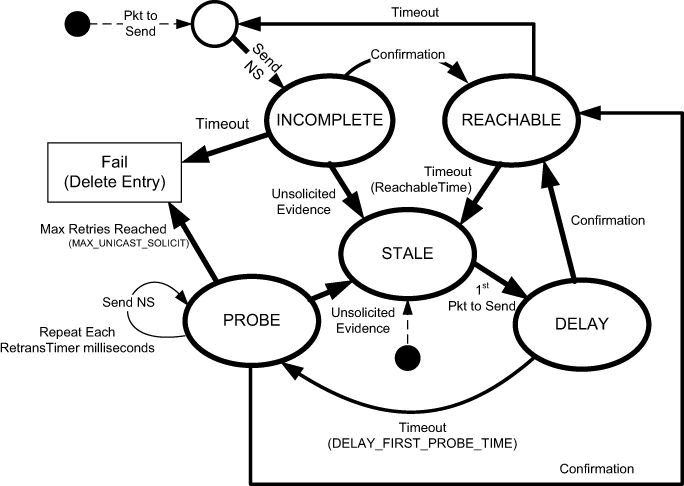 Pkt to
Send
Timeout
Send
NS
Confirmation
INCOMPLETE
REACHABLE
Timeout
Fail
(Delete Entry)
Timeout
(ReachableTime)
Unsolicited
Evidence
Max Retries Reached
(MAX_UNICAST_SOLICIT)
Confirmation
STALE
1st
Pkt to Send
Send NS
PROBE
Unsolicited
Evidence
DELAY
Repeat Each
RetransTimer milliseconds
Timeout
(DELAY_FIRST_PROBE_TIME)
Confirmation